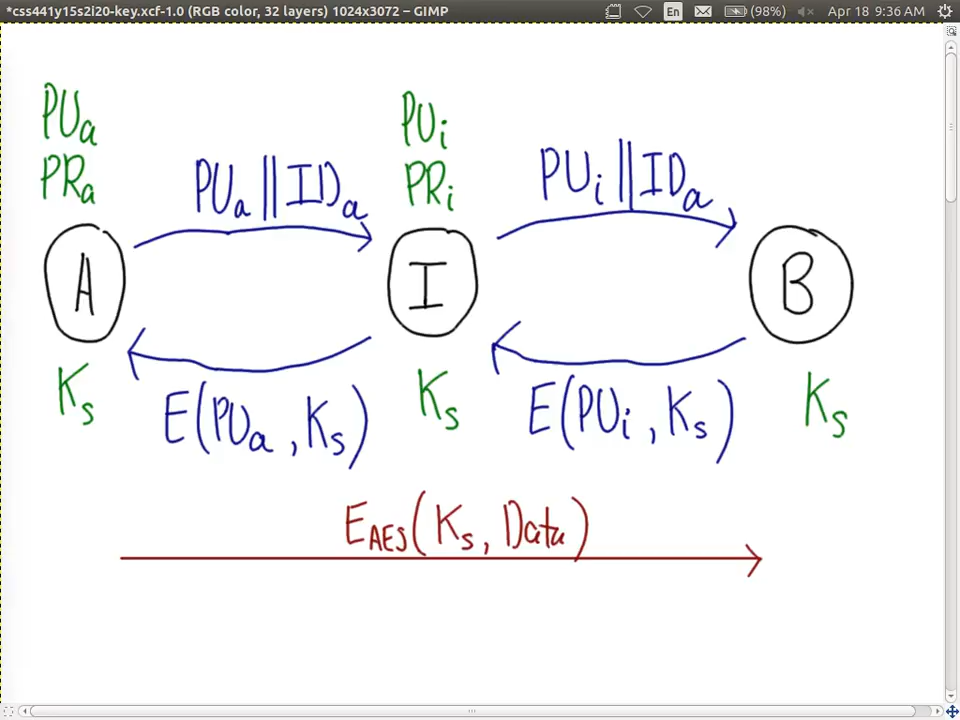 *css441y15s2i20-key.xcf-1.0 (RGB color, 32 layers) 1024x3072 – GIMP
En
(98%)
Apr 18 9:36 AM
PUa
PRa
PUa || IDa
PUi
PRi
PUi || IDa
A
I
B
Ks
E(PUa, Ks)
Ks
E(PUi, Ks)
Ks
EAES(Ks, Data)